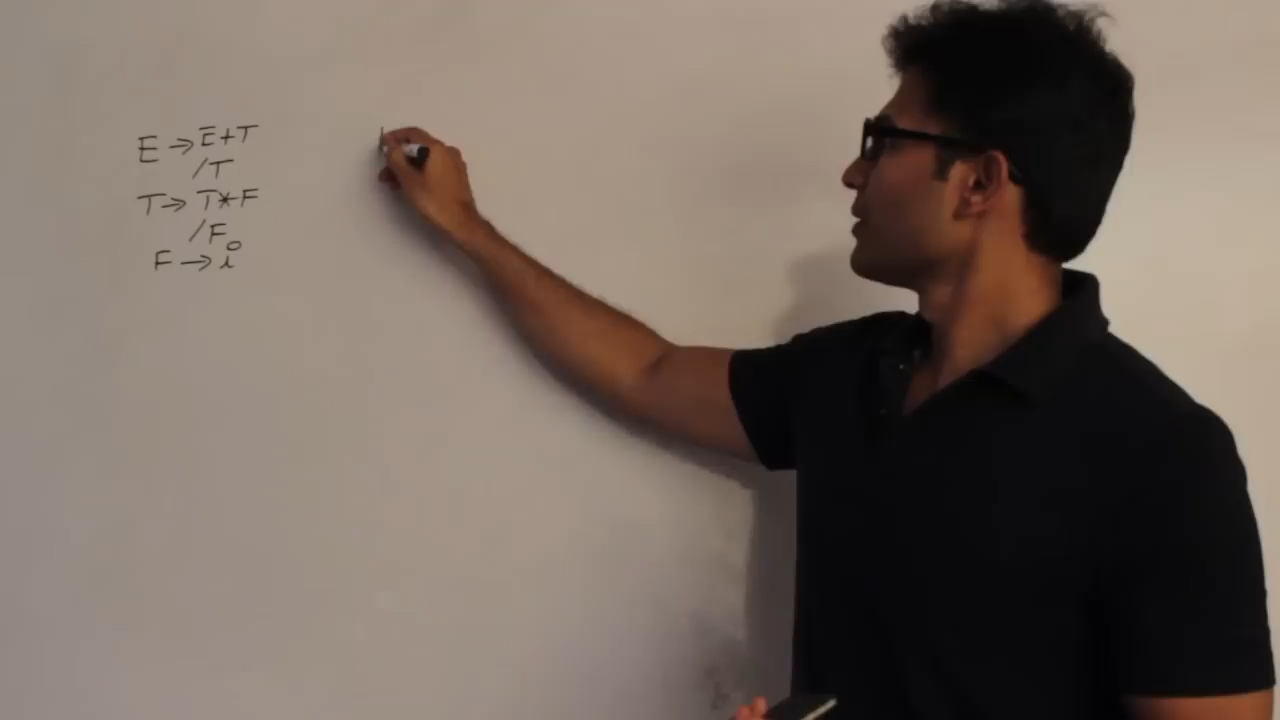 E → E+T
/T
T → T*F
/F
F → i